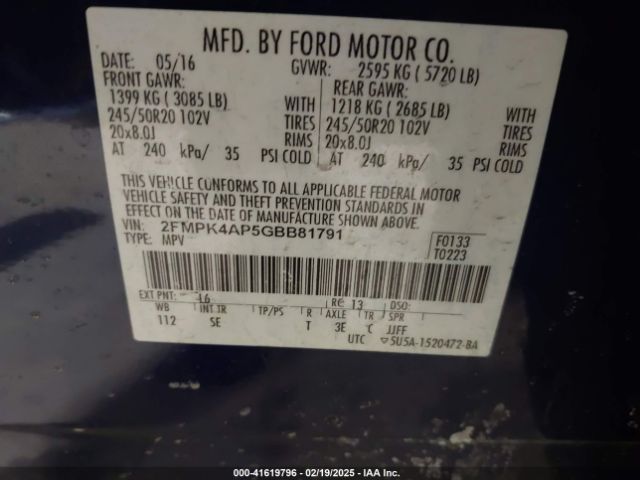 MFD. BY FORD MOTOR CO.
DATE: 05/16 GVWR: 2595 KG ( 5720 LB)
FRONT GAWR: REAR GAWR:
1399 KG ( 3085 LB) WITH 1218 KG ( 2685 LB) WITH
245/50R20 102V TIRES 245/50R20 102V TIRES
20x8.0J RIMS 20x8.0J RIMS
AT 240 kPa/ 35 PSI COLD AT 240 kPa/ 35 PSI COLD
THIS VEHICLE CONFORMS TO ALL APPLICABLE FEDERAL MOTOR
VEHICLE SAFETY AND THEFT PREVENTION STANDARDS IN
EFFECT ON THE DATE OF MANUFACTURE SHOWN ABOVE.
VIN: 2FMPK4AP5GBB81791
TYPE: MPV
F0133
T0223
EXT PNT: L6 RC: 13 DSO:
WB INT TR TP/PS R AXLE TR SPR
112 SE T 3E C JJFF
UTC 5U5A-1520472-BA
000-41619796 - 02/19/2025 - IAA Inc.